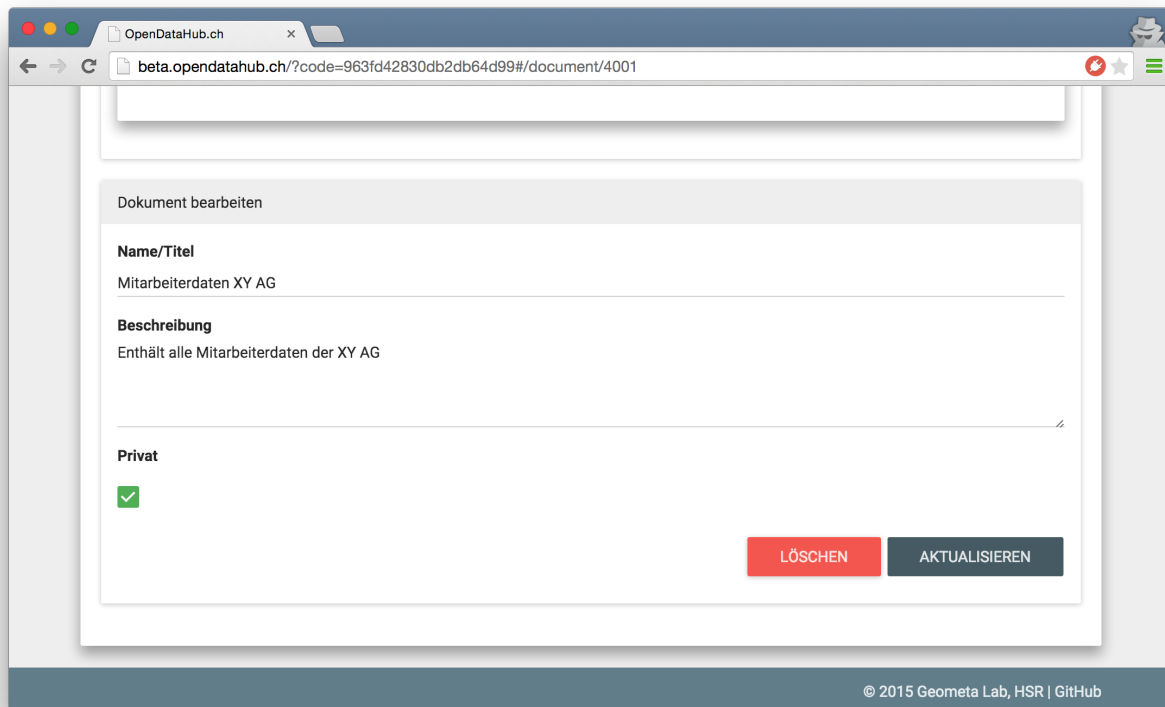 OpenDataHub.ch
beta.opendatahub.ch/?code=963fd42830db2db64d99#/document/4001
Dokument bearbeiten
Name/Titel
Mitarbeiterdaten XY AG
Beschreibung
Enthält alle Mitarbeiterdaten der XY AG
Privat
LÖSCHEN AKTUALISIEREN
© 2015 Geometa Lab, HSR | GitHub